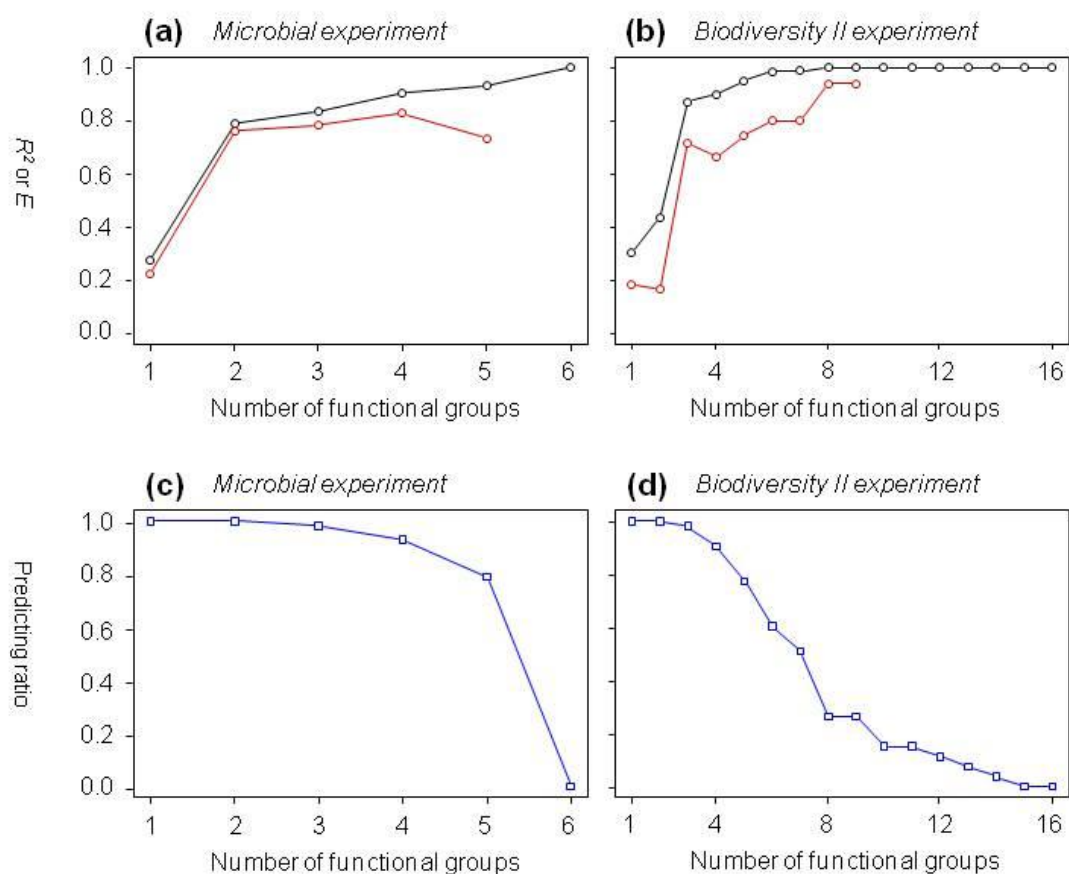 (a) Microbial experiment
(b) Biodiversity II experiment
R² or E
1.0
0.8
0.6
0.4
0.2
0.0
1 2 3 4 5 6
Number of functional groups
1 4 8 12 16
Number of functional groups
(c) Microbial experiment
(d) Biodiversity II experiment
Predicting ratio
1.0
0.8
0.6
0.4
0.2
0.0
1 2 3 4 5 6
Number of functional groups
1 4 8 12 16
Number of functional groups